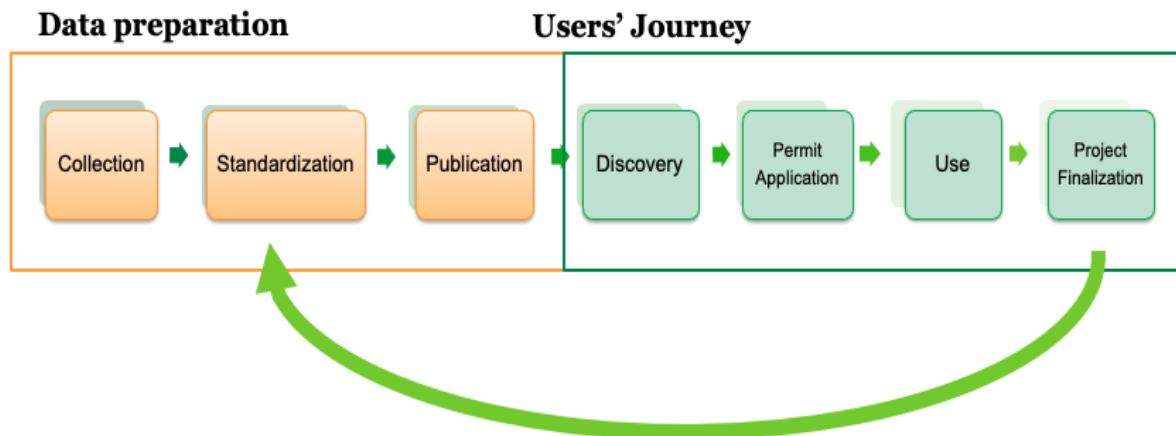 Data preparation
Users’ Journey
Collection
Standardization
Publication
Discovery
Permit
Application
Use
Project
Finalization